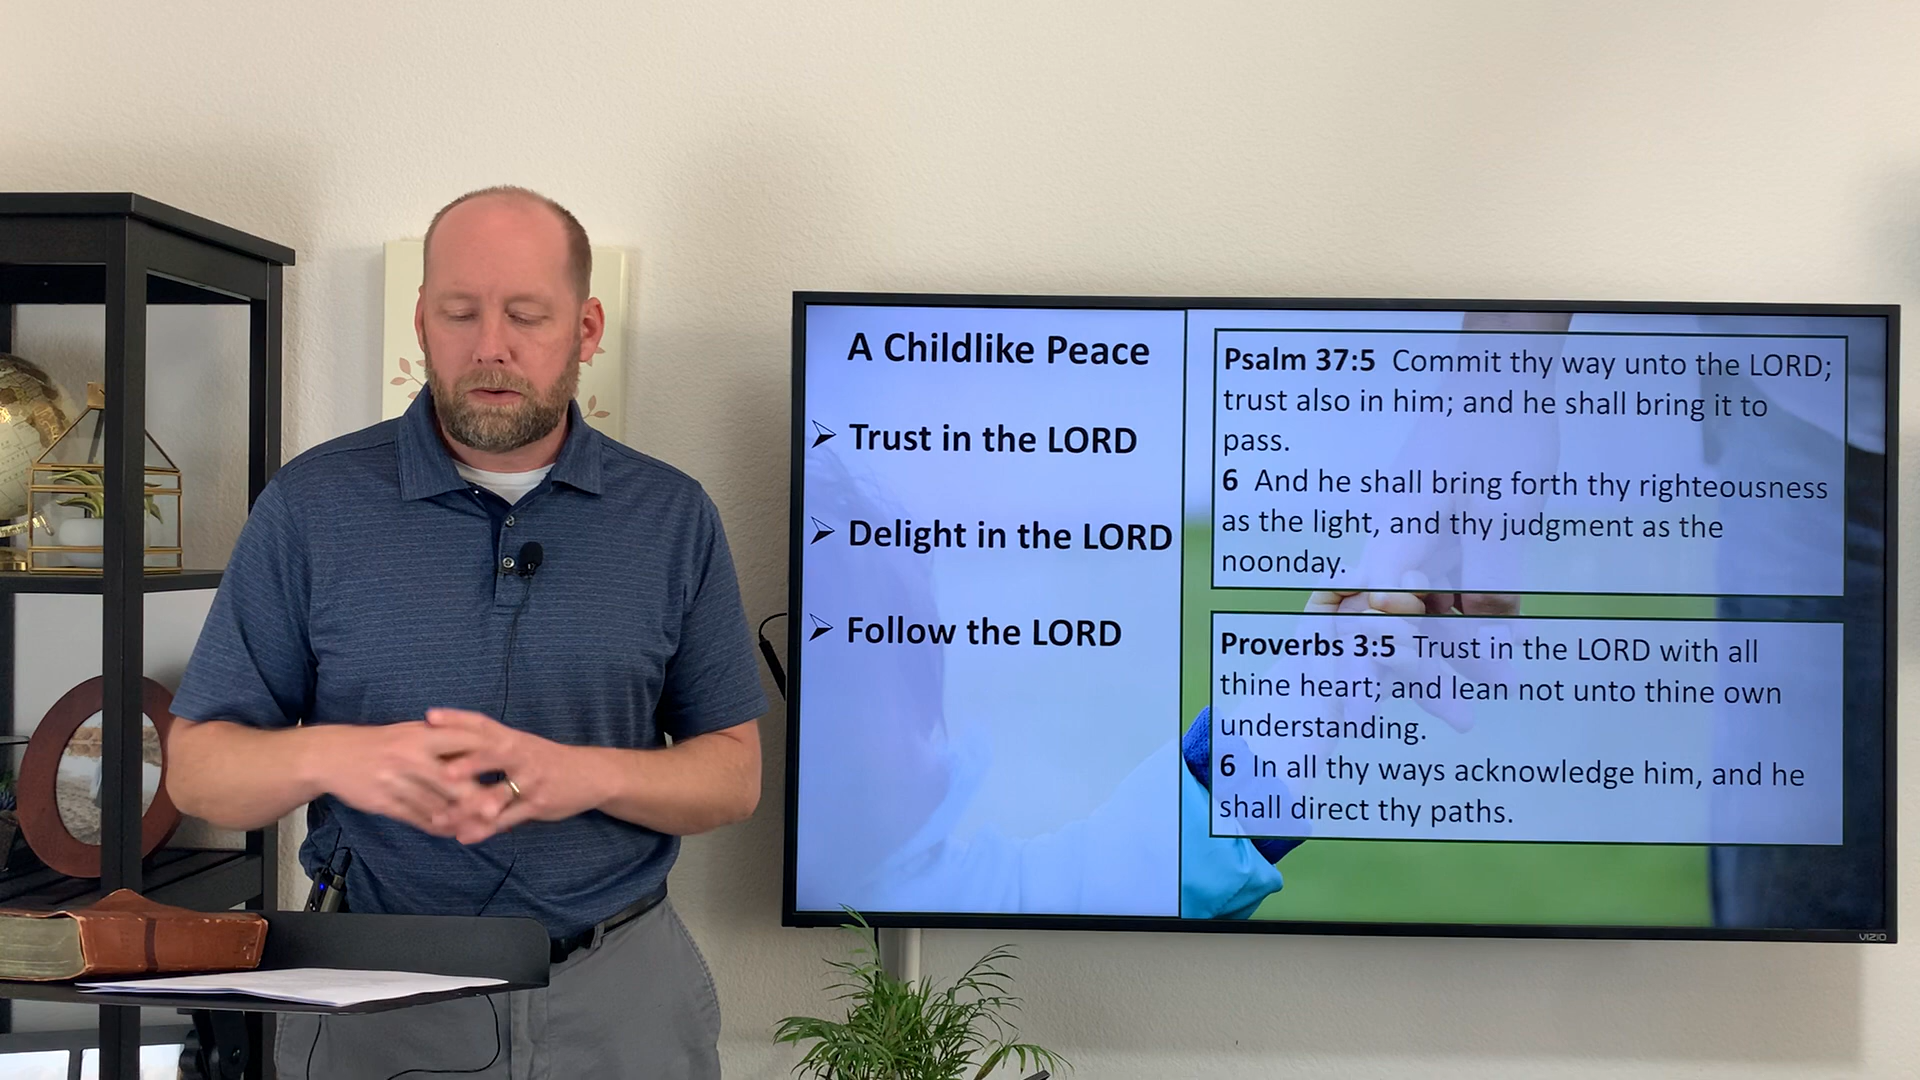 A Childlike Peace
Trust in the LORD
Delight in the LORD
Follow the LORD
Psalm 37:5 Commit thy way unto the LORD;
trust also in him; and he shall bring it to
pass.
6 And he shall bring forth thy righteousness
as the light, and thy judgment as the
noonday.
Proverbs 3:5 Trust in the LORD with all
thine heart; and lean not unto thine own
understanding.
6 In all thy ways acknowledge him, and he
shall direct thy paths.
VIZIO